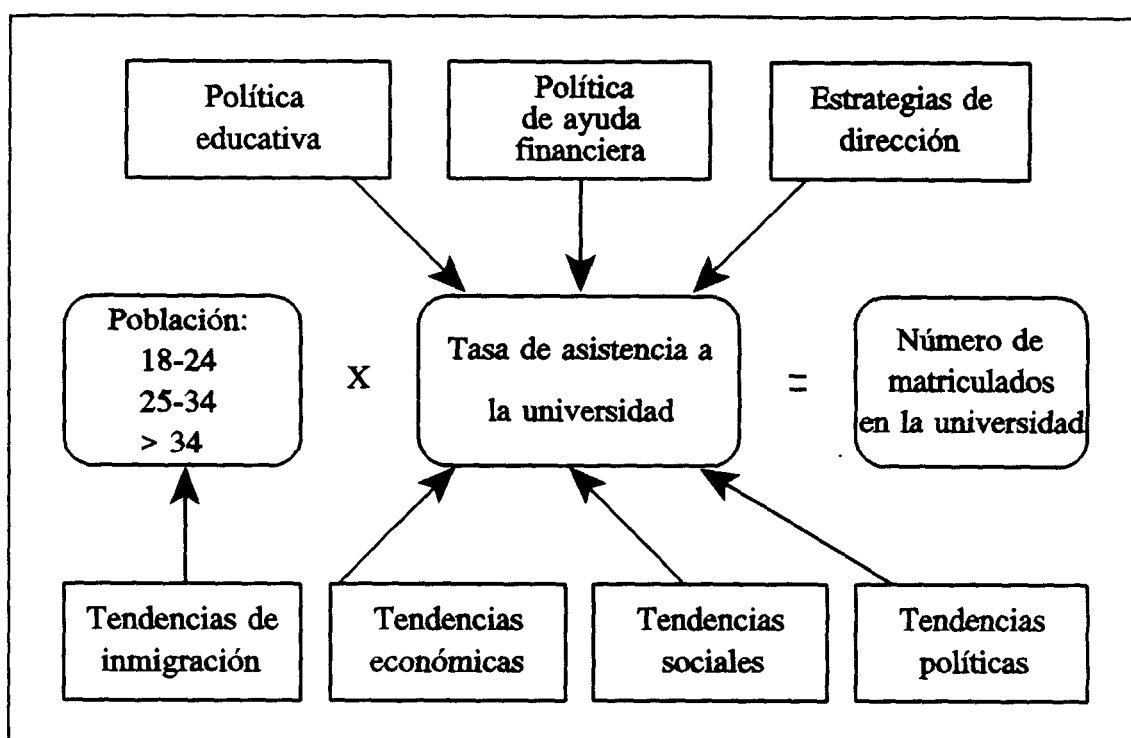 Política
educativa
Política
de ayuda
financiera
Estrategias de
dirección
Población:
18-24
25-34
> 34
X
Tasa de asistencia a
la universidad
=
Número de
matriculados
en la universidad
Tendencias de
inmigración
Tendencias
económicas
Tendencias
sociales
Tendencias
políticas